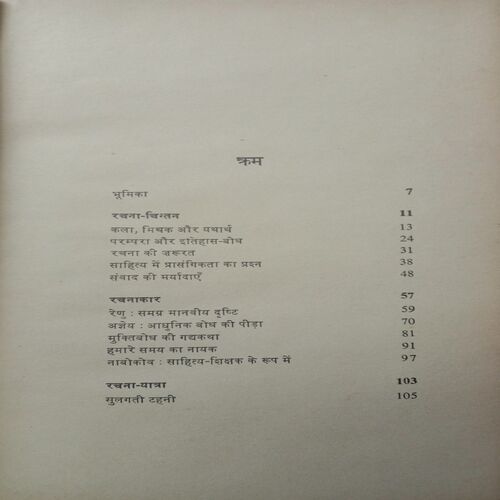 क्रम
भूमिका 7
रचना-चिन्तन 11
कला, मिथक और यथार्थ 13
परम्परा और इतिहास-बोध 24
रचना की ज़रूरत 31
साहित्य में प्रासंगिकता का प्रश्न 38
संवाद की मर्यादाएँ 48
रचनाकार 57
रेणु : समग्र मानवीय दृष्टि 59
अज्ञेय : आधुनिक बोध की पीड़ा 70
मुक्तिबोध की गद्यकथा 81
हमारे समय का नायक 91
नाबोकोव : साहित्य-शिक्षक के रूप में 97
रचना-यात्रा 103
सुलगती टहनी 105